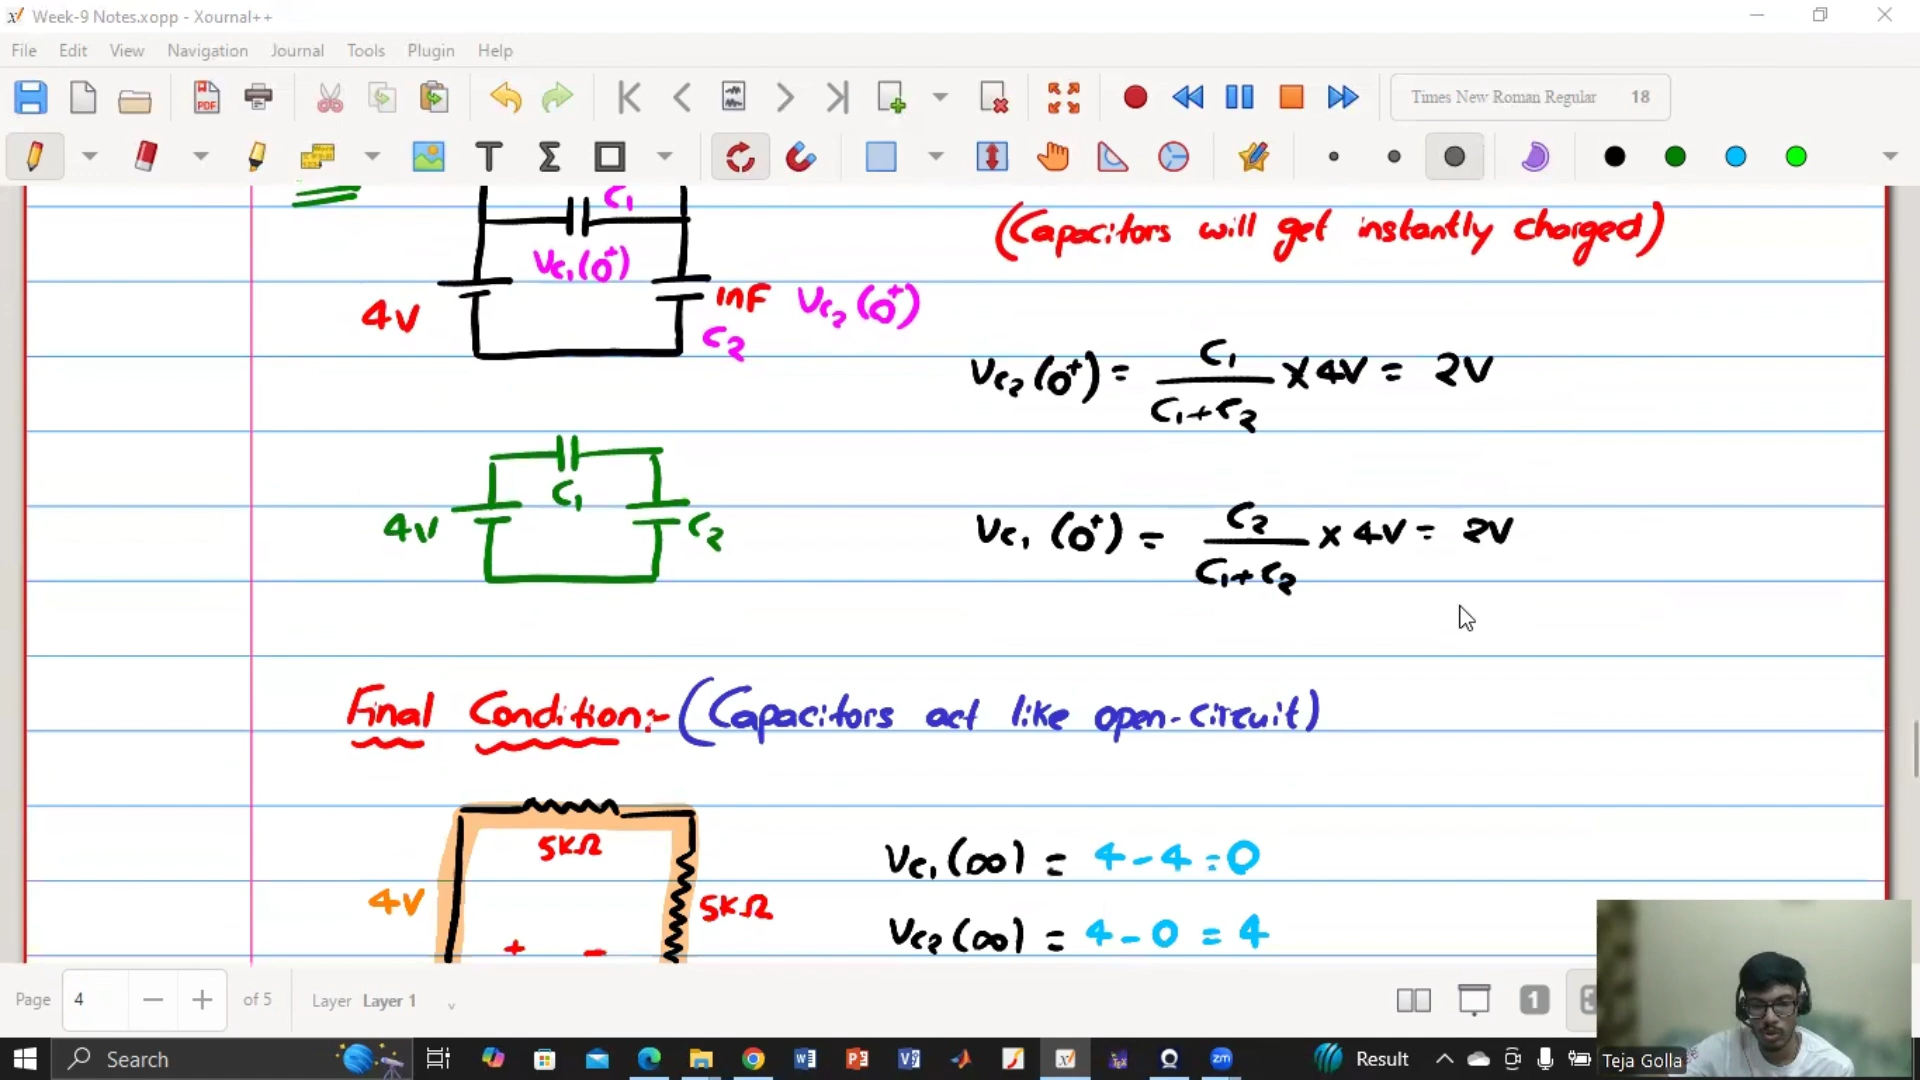 Week-9 Notes.xopp - Xournal++
File Edit View Navigation Journal Tools Plugin Help
Times New Roman Regular 18
C₁
(Capacitors will get instantly charged)
Vc₁(0⁺)
4V
1nF Vc₂(0⁺)
C₂
Vc₂(0⁺) = C₁/(C₁+C₂) × 4V = 2V
C₁
4V
C₂
Vc₁(0⁺) = C₂/(C₁+C₂) × 4V = 2V
Final Condition:- (Capacitors act like open-circuit)
5KΩ
4V
5KΩ
+ -
Vc₁(∞) = 4-4=0
Vc₂(∞) = 4-0=4
Page 4 of 5 Layer Layer 1
1
Search
Result
Teja Golla